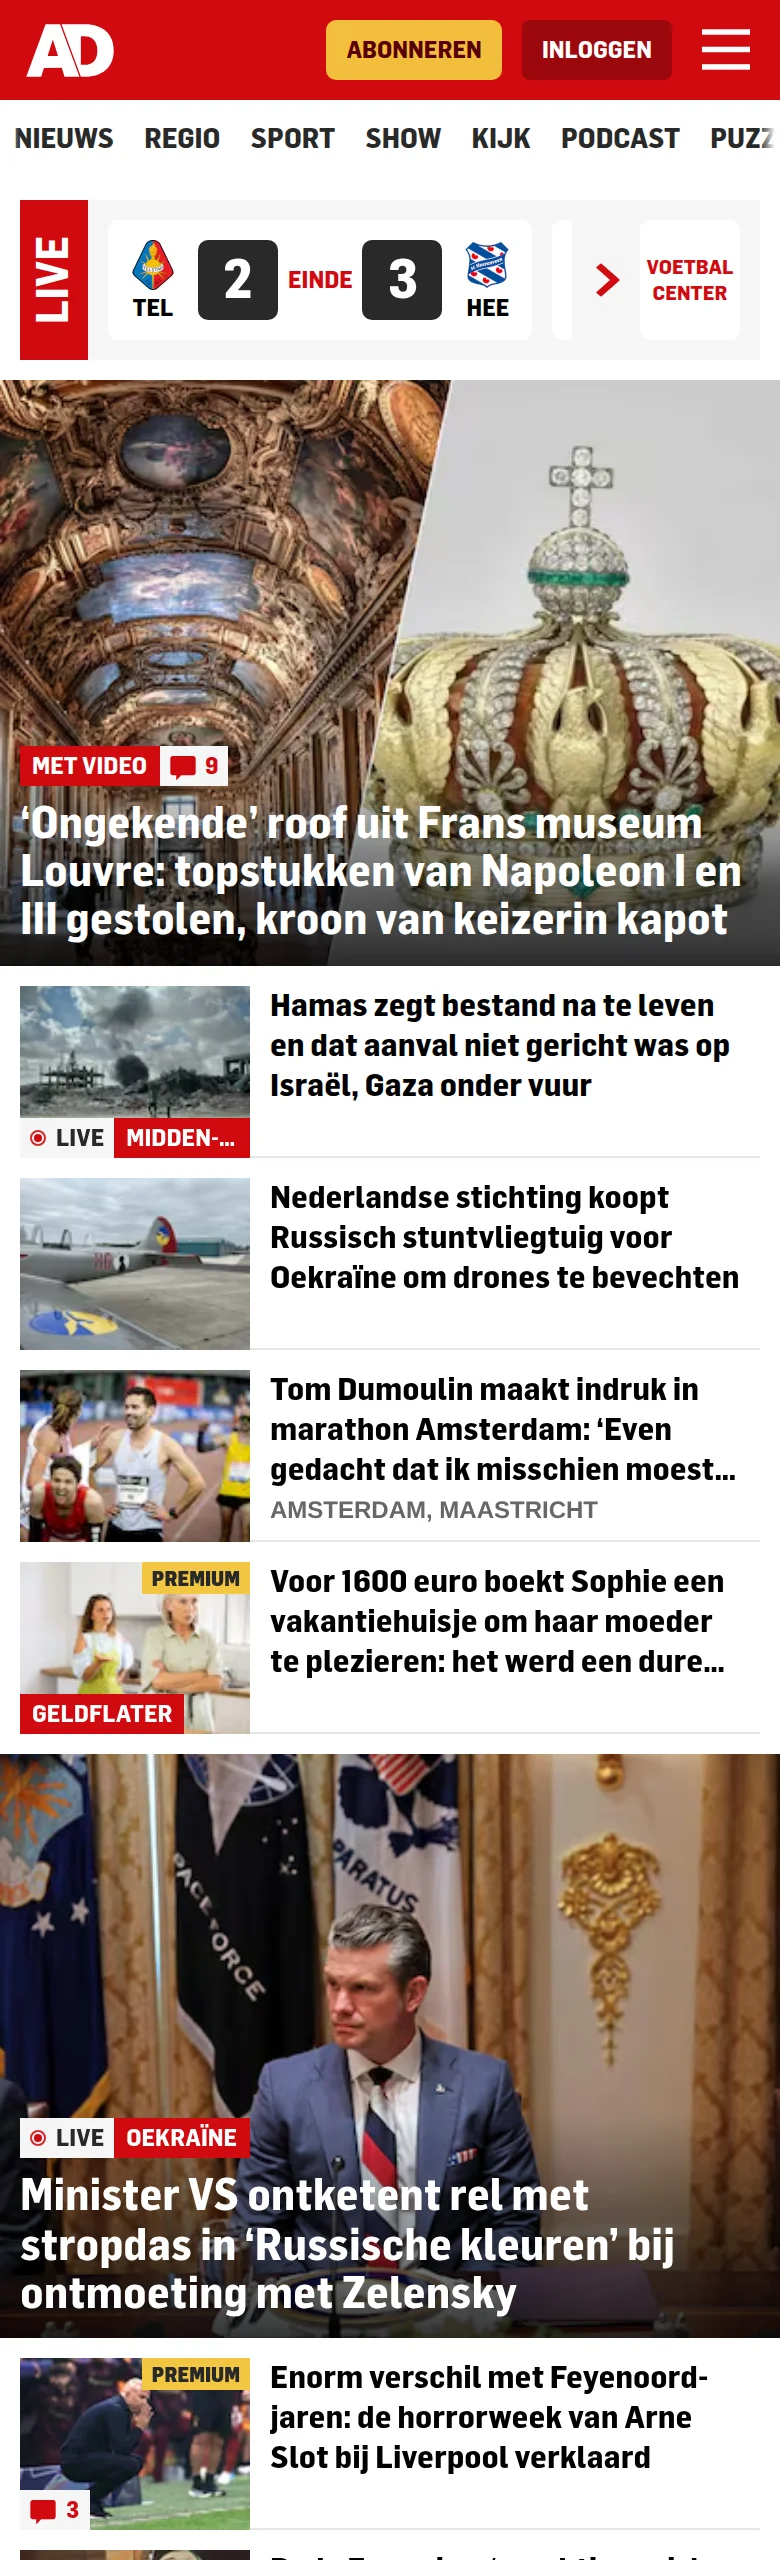 AD
ABONNEREN
INLOGGEN
NIEUWS REGIO SPORT SHOW KIJK PODCAST PUZZ
LIVE
TEL
2
EINDE
3
HEE
VOETBAL
CENTER
MET VIDEO
9
‘Ongekende’ roof uit Frans museum
Louvre: topstukken van Napoleon I en
III gestolen, kroon van keizerin kapot
LIVE MIDDEN-...
Hamas zegt bestand na te leven
en dat aanval niet gericht was op
Israël, Gaza onder vuur
Nederlandse stichting koopt
Russisch stuntvliegtuig voor
Oekraïne om drones te bevechten
Tom Dumoulin maakt indruk in
marathon Amsterdam: ‘Even
gedacht dat ik misschien moest...
AMSTERDAM, MAASTRICHT
PREMIUM
GELDFLATER
Voor 1600 euro boekt Sophie een
vakantiehuisje om haar moeder
te plezieren: het werd een dure...
PARATUS
LIVE OEKRAÏNE
Minister VS ontketent rel met
stropdas in ‘Russische kleuren’ bij
ontmoeting met Zelensky
PREMIUM
3
Enorm verschil met Feyenoord-
jaren: de horrorweek van Arne
Slot bij Liverpool verklaard